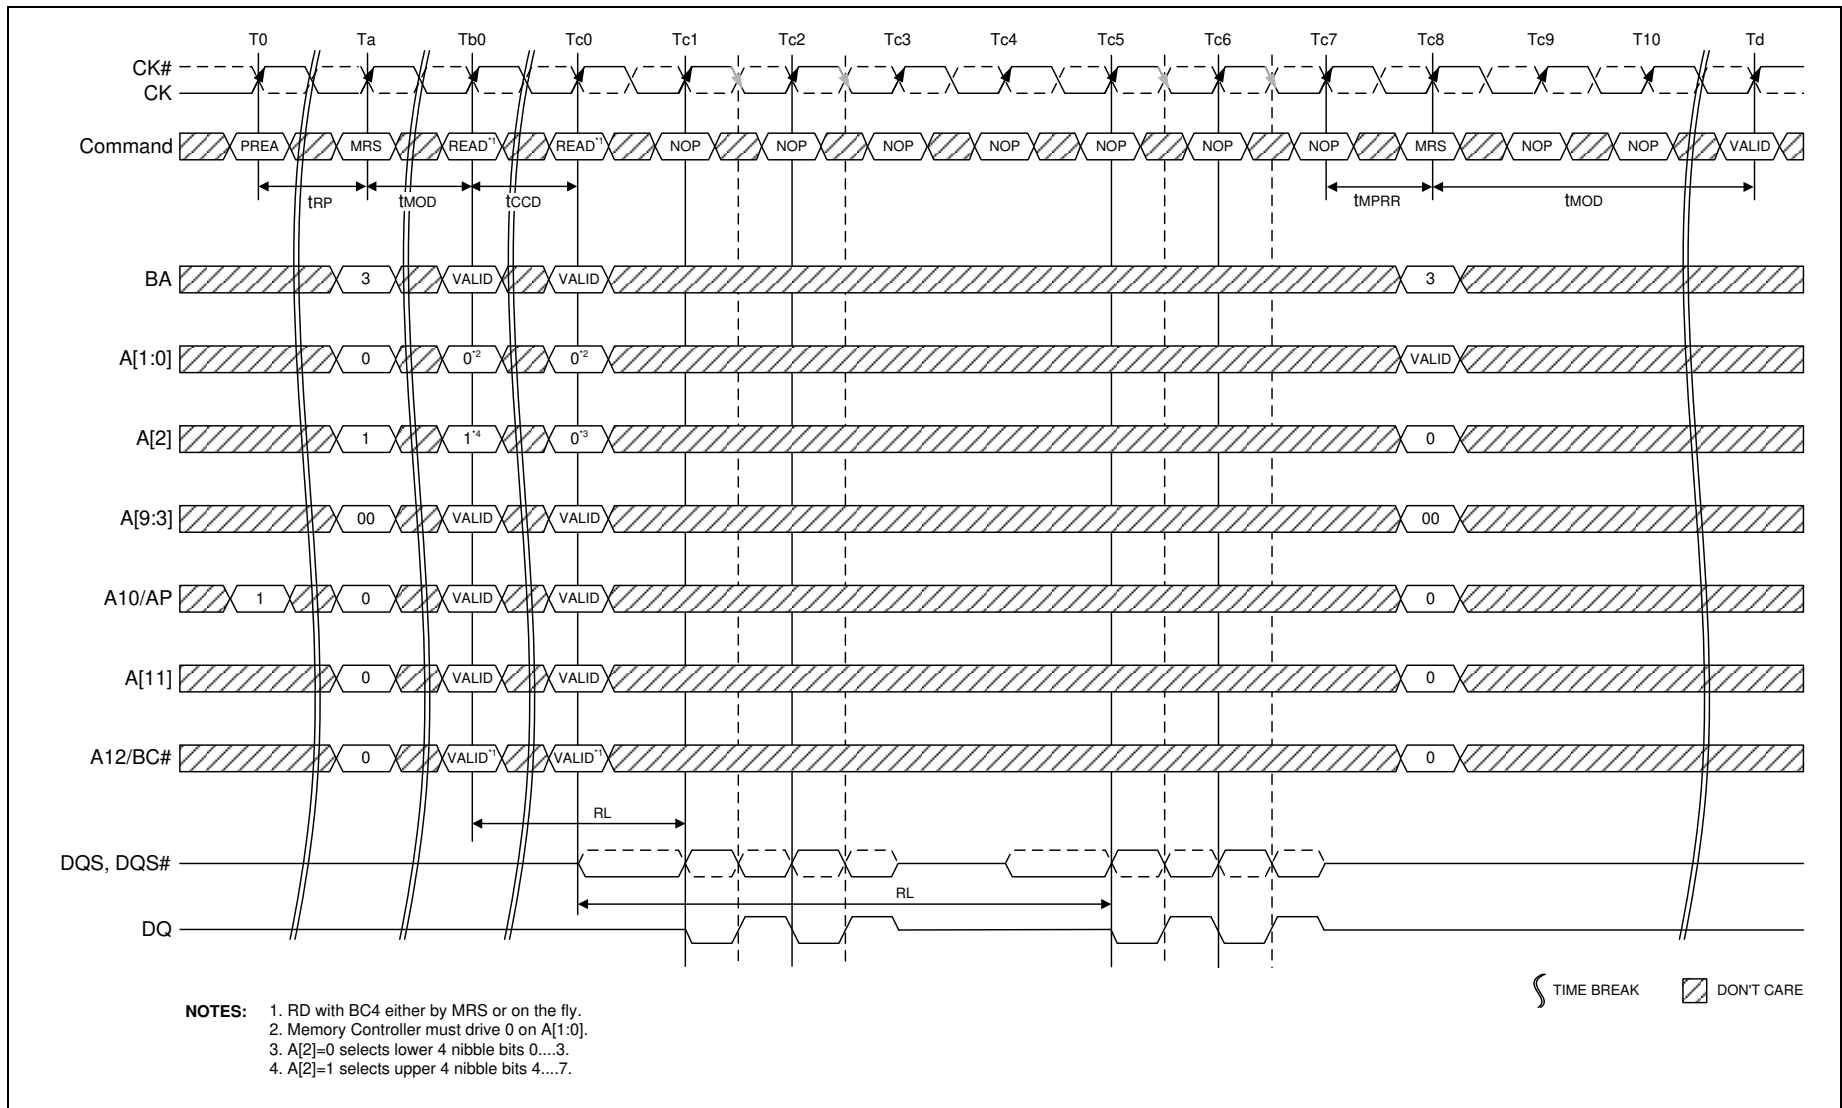 T0 Ta Tb0 Tc0 Tc1 Tc2 Tc3 Tc4 Tc5 Tc6 Tc7 Tc8 Tc9 T10 Td
CK#
CK
Command PREA MRS READ*1 READ*1 NOP NOP NOP NOP NOP NOP NOP MRS NOP NOP VALID
tRP tMOD tCCD tMPRR tMOD
BA 3 VALID VALID 3
A[1:0] 0 0*2 0*2 VALID
A[2] 1 1*4 0*3 0
A[9:3] 00 VALID VALID 00
A10/AP 1 0 VALID VALID 0
A[11] 0 VALID VALID 0
A12/BC# 0 VALID*1 VALID*1 0
RL
DQS, DQS#
RL
DQ
TIME BREAK DON'T CARE
NOTES: 1. RD with BC4 either by MRS or on the fly.
2. Memory Controller must drive 0 on A[1:0].
3. A[2]=0 selects lower 4 nibble bits 0....3.
4. A[2]=1 selects upper 4 nibble bits 4....7.